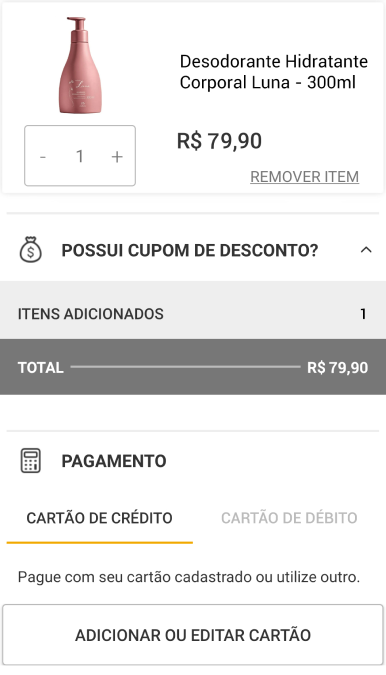 Desodorante Hidratante
Corporal Luna - 300ml
R$ 79,90
- 1 +
REMOVER ITEM
POSSUI CUPOM DE DESCONTO?
ITENS ADICIONADOS 1
TOTAL R$ 79,90
PAGAMENTO
CARTÃO DE CRÉDITO CARTÃO DE DÉBITO
Pague com seu cartão cadastrado ou utilize outro.
ADICIONAR OU EDITAR CARTÃO